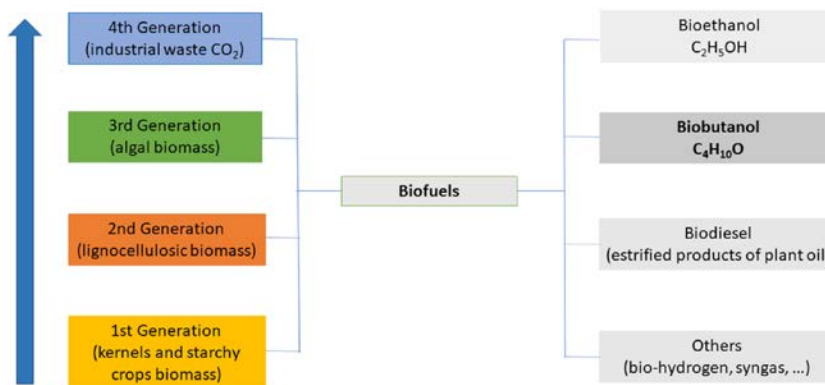 4th Generation
(industrial waste CO₂)
3rd Generation
(algal biomass)
2nd Generation
(lignocellulosic biomass)
1st Generation
(kernels and starchy
crops biomass)
Biofuels
Bioethanol
C₂H₅OH
Biobutanol
C₄H₁₀O
Biodiesel
(estrified products of plant oil
Others
(bio-hydrogen, syngas, ...)